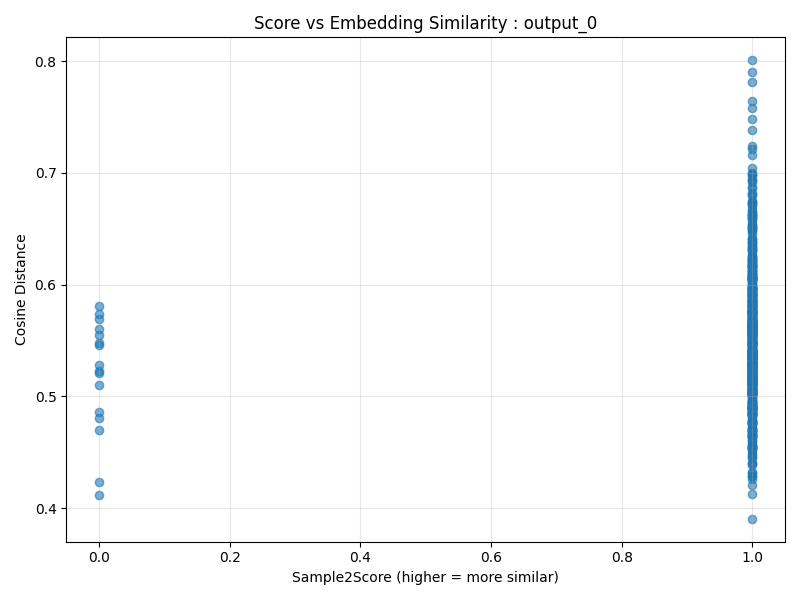 Score vs Embedding Similarity : output_0
Cosine Distance
0.8
0.7
0.6
0.5
0.4
0.0 0.2 0.4 0.6 0.8 1.0
Sample2Score (higher = more similar)